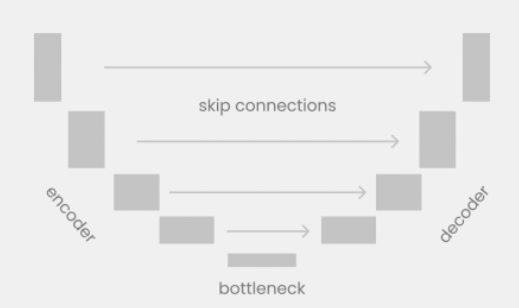 skip connections
encoder
decoder
bottleneck